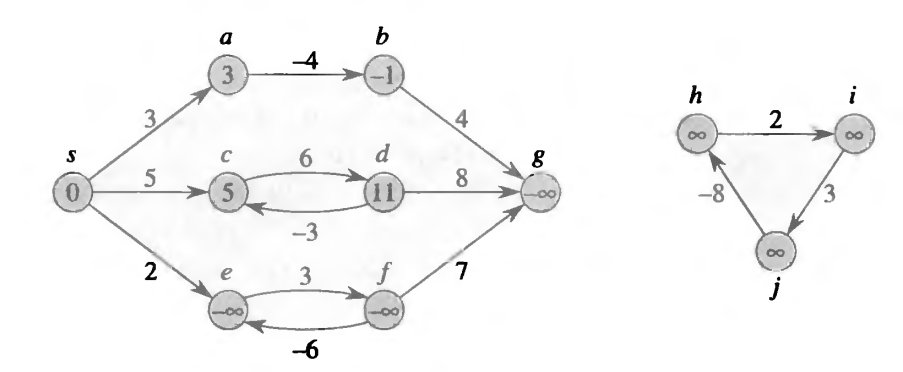 a b
3 –4 –1
h i
3 4
∞ 2 ∞
s c 6 d g
0 5 5 11 8 –∞
–8 3
–3
2 e 3 f 7
∞
–∞ –∞
j
–6